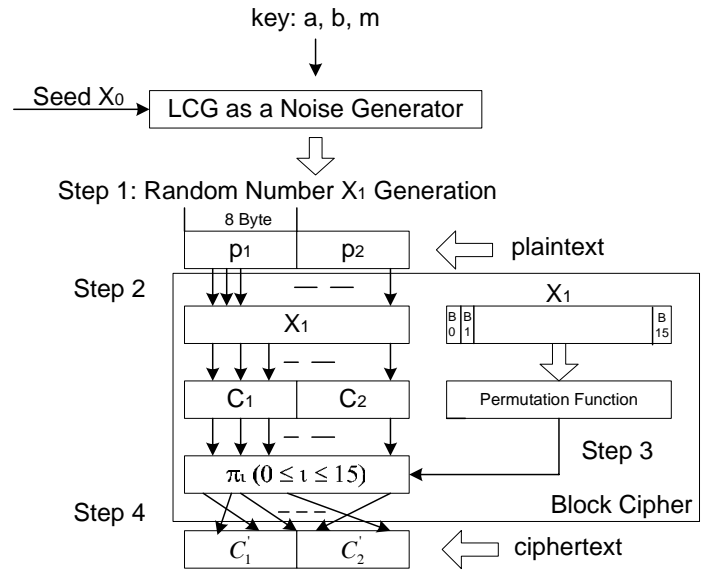 key: a, b, m
Seed X₀
LCG as a Noise Generator
Step 1: Random Number X₁ Generation
8 Byte
p₁ p₂
plaintext
Step 2
X₁
X₁
B 0
B 1
B 15
C₁ C₂
Permutation Function
Step 3
πι (0 ≤ ι ≤ 15)
Block Cipher
Step 4
C₁' C₂'
ciphertext